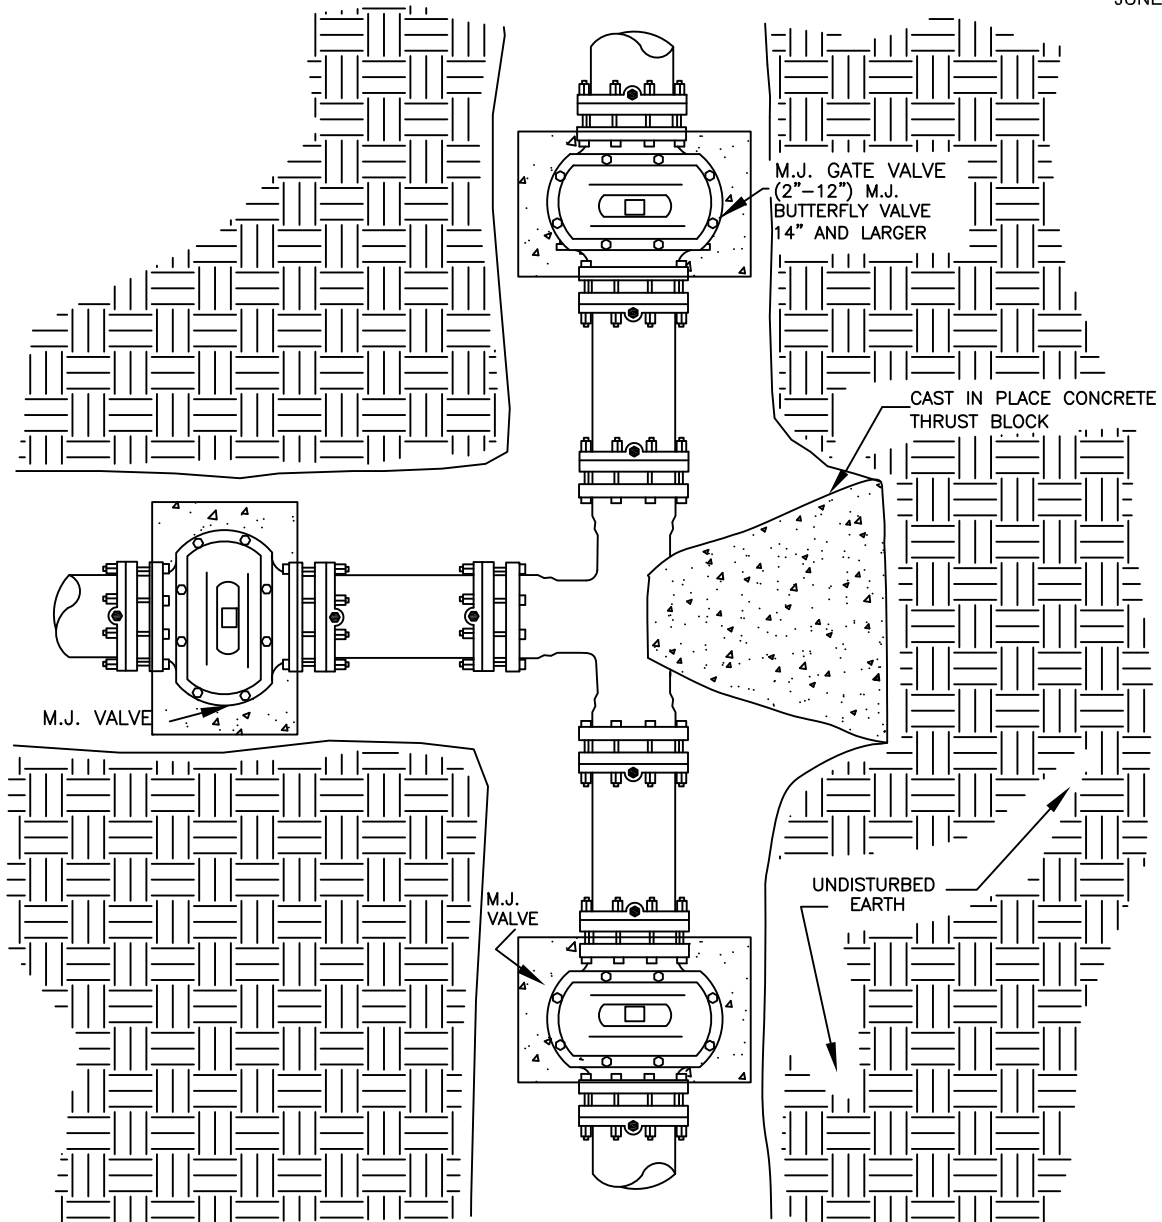 JUNE
M.J. GATE VALVE
(2"-12") M.J.
BUTTERFLY VALVE
14" AND LARGER
CAST IN PLACE CONCRETE
THRUST BLOCK
M.J. VALVE
UNDISTURBED
EARTH
M.J.
VALVE